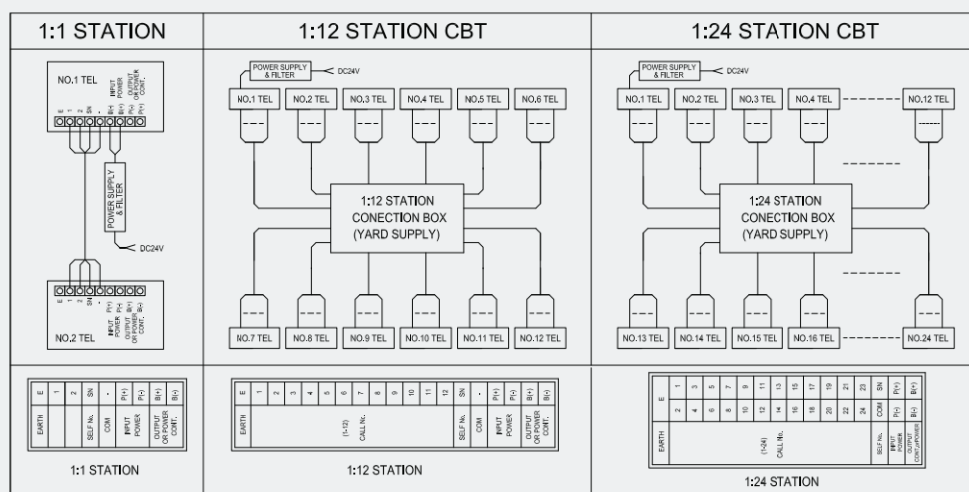 1:1 STATION
1:12 STATION CBT
1:24 STATION CBT
NO.1 TEL
E
1
2
SN
-
B(-)
B(+)
P(-)
P(+)
INPUT
POWER
OUTPUT
OR POWER
CONT.
POWER SUPPLY
& FILTER
DC24V
E
1
2
SN
-
P(+)
P(-)
B(+)
B(-)
NO.2 TEL
INPUT
POWER
OUTPUT
OR POWER
CONT.
POWER SUPPLY
& FILTER
DC24V
NO.1 TEL
NO.2 TEL
NO.3 TEL
NO.4 TEL
NO.5 TEL
NO.6 TEL
1:12 STATION
CONECTION BOX
(YARD SUPPLY)
NO.7 TEL
NO.8 TEL
NO.9 TEL
NO.10 TEL
NO.11 TEL
NO.12 TEL
POWER SUPPLY
& FILTER
DC24V
NO.1 TEL
NO.2 TEL
NO.3 TEL
NO.4 TEL
NO.12 TEL
1:24 STATION
CONECTION BOX
(YARD SUPPLY)
NO.13 TEL
NO.14 TEL
NO.15 TEL
NO.16 TEL
NO.24 TEL
E
1
2
SN
-
P(+)
P(-)
B(+)
B(-)
EARTH
SELF No.
COM
INPUT
POWER
OUTPUT
OR POWER
CONT.
1:1 STATION
E
1
2
3
4
5
6
7
8
9
10
11
12
SN
-
P(+)
P(-)
B(+)
B(-)
EARTH
(1-12)
CALL No.
SELF No.
COM
INPUT
POWER
OUTPUT
OR POWER
CONT.
1:12 STATION
E
1
3
5
7
9
11
13
15
17
19
21
23
SN
P(+)
B(+)
2
4
6
8
10
12
14
16
18
20
22
24
COM
P(-)
B(-)
EARTH
(1-24)
CALL No.
SELF No.
INPUT
POWER
OUTPUT
1:24 STATION